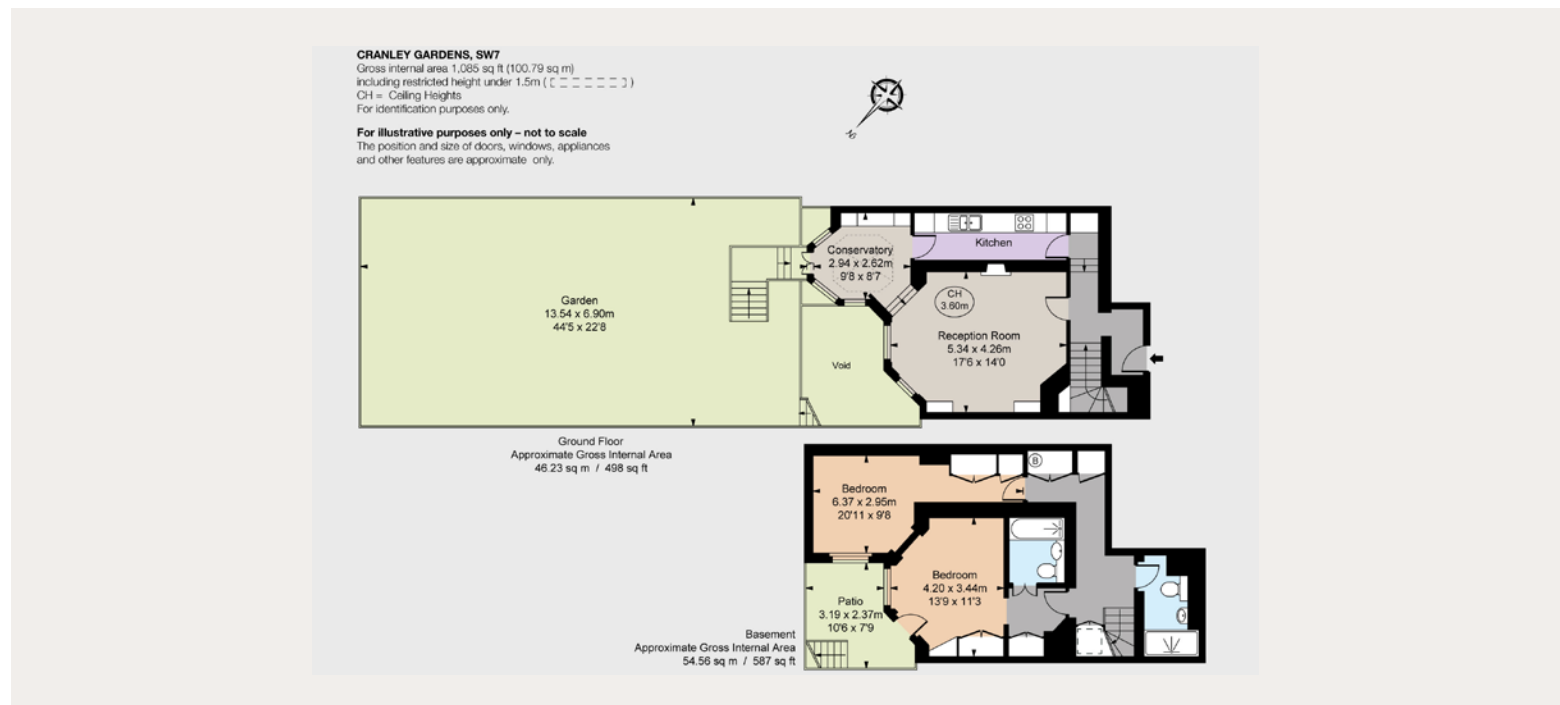 CRANLEY GARDENS, SW7
Gross internal area 1,085 sq ft (100.79 sq m)
including restricted height under 1.5m ( )
CH = Ceiling Heights
For identification purposes only.
For illustrative purposes only – not to scale
The position and size of doors, windows, appliances
and other features are approximate only.
N
Kitchen
Conservatory
2.94 x 2.62m
9'8 x 8'7
CH
3.60m
Garden
13.54 x 6.90m
44'5 x 22'8
Reception Room
5.34 x 4.26m
17'6 x 14'0
Void
Ground Floor
Approximate Gross Internal Area
46.23 sq m / 498 sq ft
B
Bedroom
6.37 x 2.95m
20'11 x 9'8
Bedroom
4.20 x 3.44m
13'9 x 11'3
Patio
3.19 x 2.37m
10'6 x 7'9
Basement
Approximate Gross Internal Area
54.56 sq m / 587 sq ft